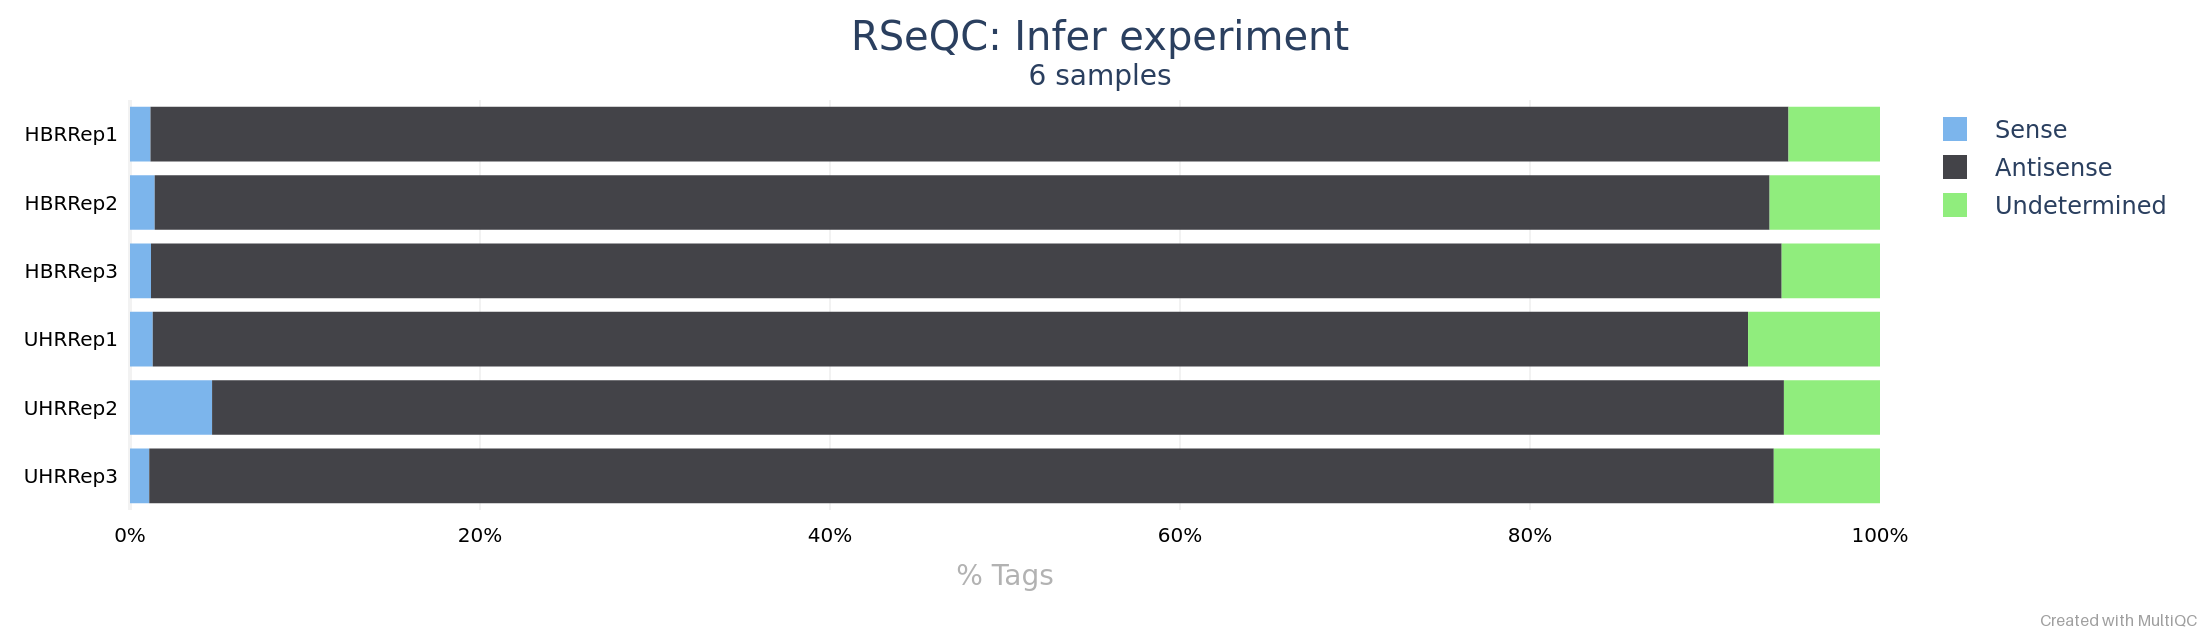 RSeQC: Infer experiment
6 samples
HBRRep1
HBRRep2
HBRRep3
UHRRep1
UHRRep2
UHRRep3
0% 20% 40% 60% 80% 100%
% Tags
Sense
Antisense
Undetermined
Created with MultiQC